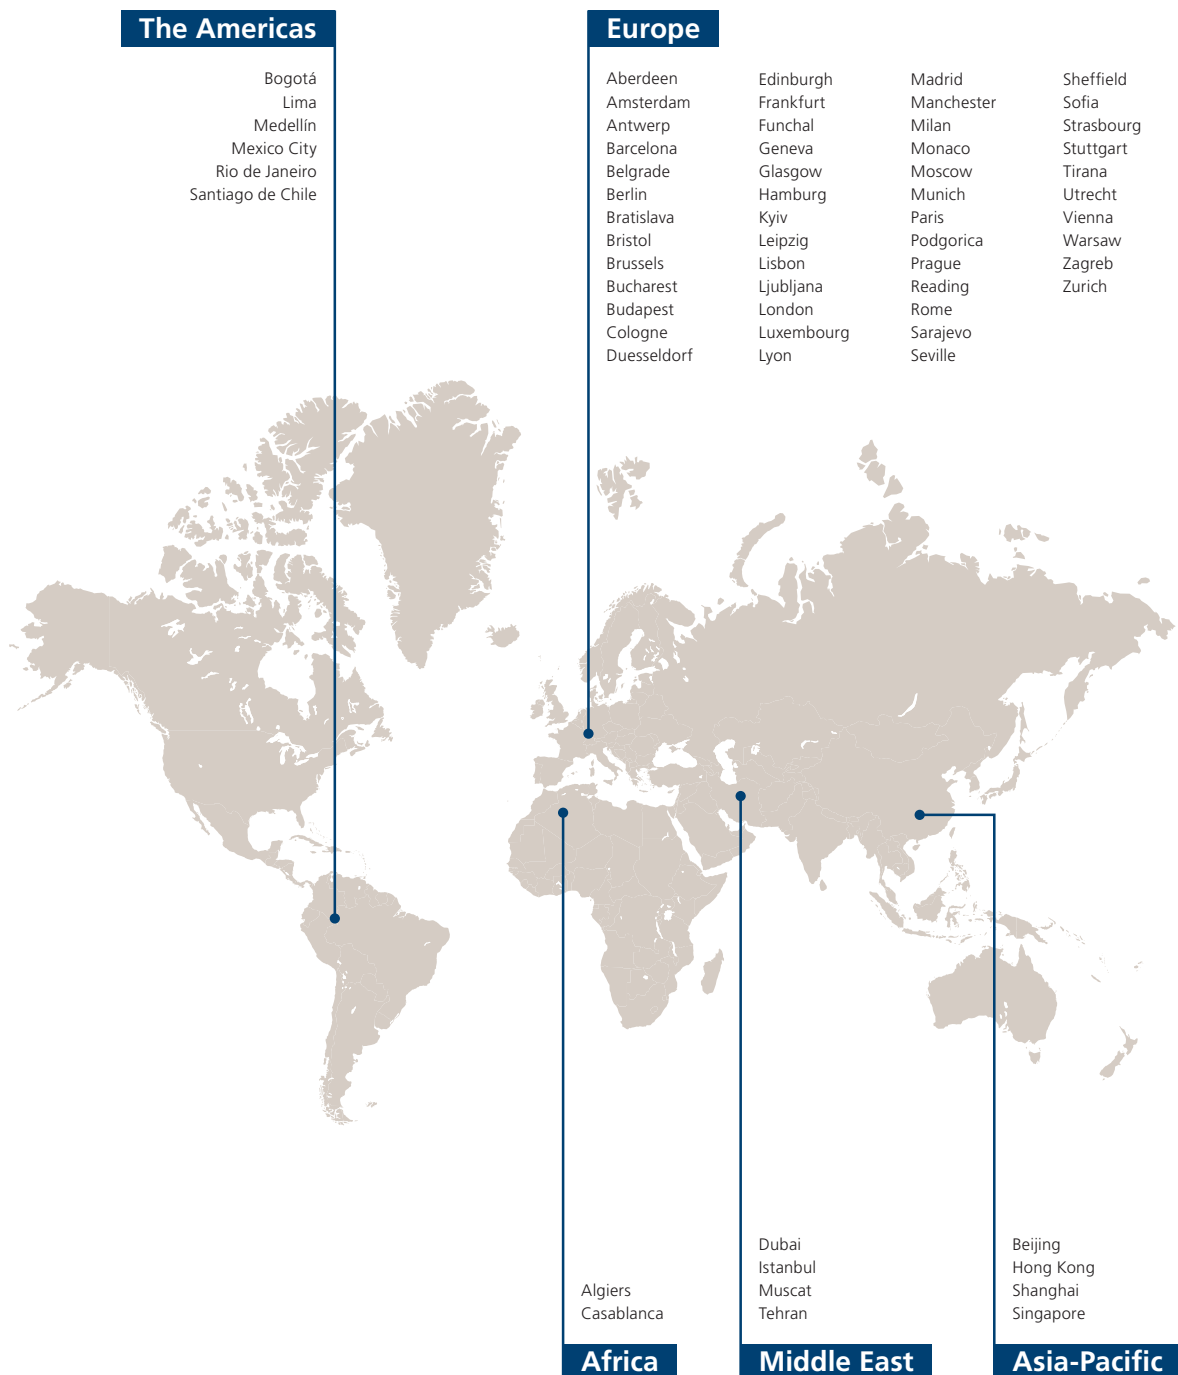 The Americas
Bogotá
Lima
Medellín
Mexico City
Rio de Janeiro
Santiago de Chile
Europe
Aberdeen
Amsterdam
Antwerp
Barcelona
Belgrade
Berlin
Bratislava
Bristol
Brussels
Bucharest
Budapest
Cologne
Duesseldorf
Edinburgh
Frankfurt
Funchal
Geneva
Glasgow
Hamburg
Kyiv
Leipzig
Lisbon
Ljubljana
London
Luxembourg
Lyon
Madrid
Manchester
Milan
Monaco
Moscow
Munich
Paris
Podgorica
Prague
Reading
Rome
Sarajevo
Seville
Sheffield
Sofia
Strasbourg
Stuttgart
Tirana
Utrecht
Vienna
Warsaw
Zagreb
Zurich
Algiers
Casablanca
Africa
Dubai
Istanbul
Muscat
Tehran
Middle East
Beijing
Hong Kong
Shanghai
Singapore
Asia-Pacific